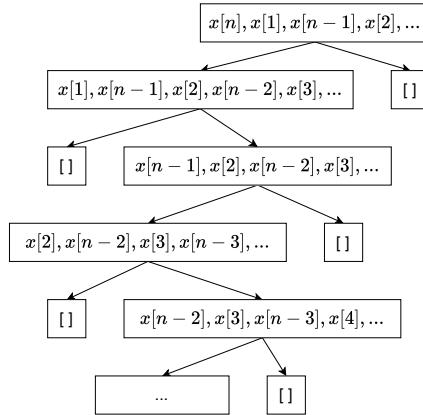 x[n], x[1], x[n − 1], x[2], ...
x[1], x[n − 1], x[2], x[n − 2], x[3], ...
[ ]
[ ]
x[n − 1], x[2], x[n − 2], x[3], ...
x[2], x[n − 2], x[3], x[n − 3], ...
[ ]
[ ]
x[n − 2], x[3], x[n − 3], x[4], ...
...
[ ]